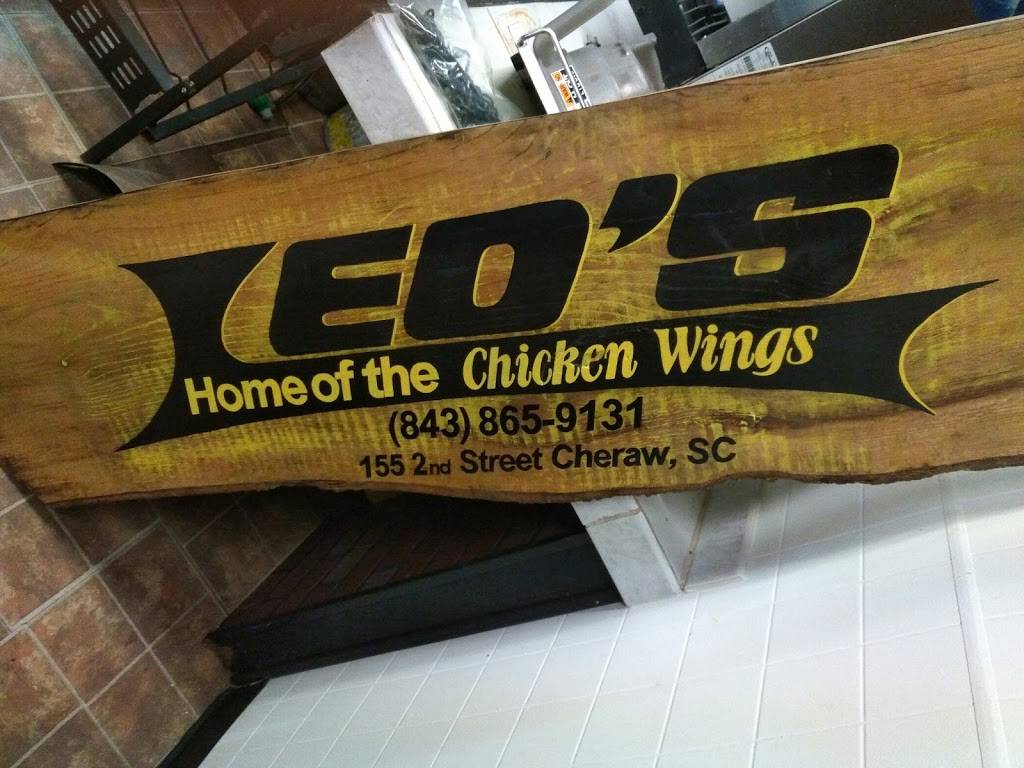 LEO'S
Home of the Chicken Wings
(843) 865-9131
155 2nd Street Cheraw, SC